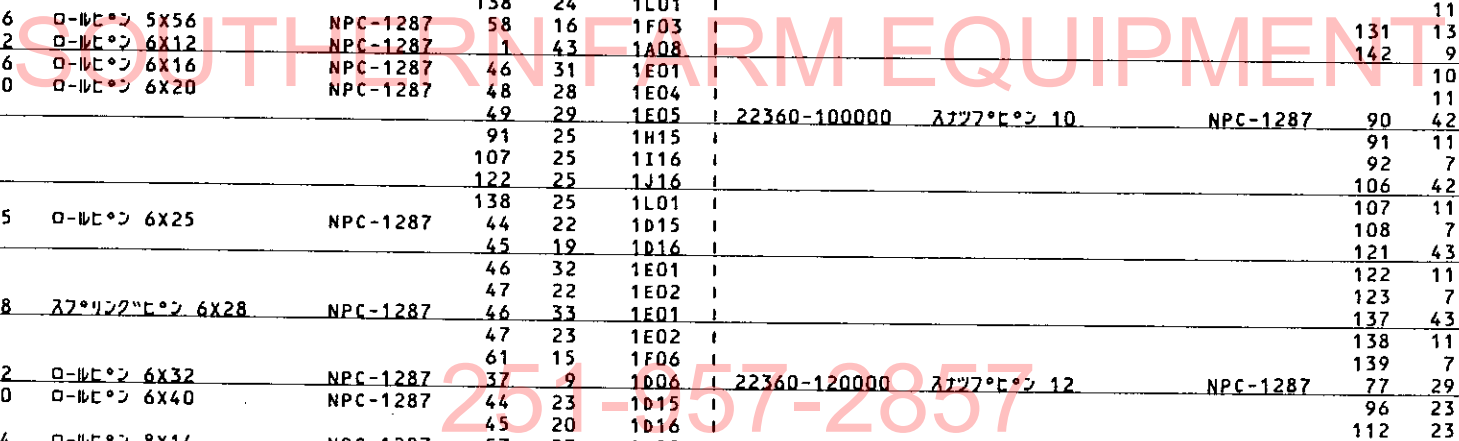 138 24 1L01 11
6 ロールピン 5X56 NPC-1287 58 16 1F03 131 13
2 ロールピン 6X12 NPC-1287 1 43 1A08 142 9
6 ロールピン 6X16 NPC-1287 46 31 1E01 10
0 ロールピン 6X20 NPC-1287 48 28 1E04 11
49 29 1E05 22360-100000 スナツプピン 10 NPC-1287 90 42
91 25 1H15 91 11
107 25 1I16 92 7
122 25 1J16 106 42
138 25 1L01 107 11
5 ロールピン 6X25 NPC-1287 44 22 1D15 108 7
45 19 1D16 121 43
46 32 1E01 122 11
47 22 1E02 123 7
8 スプリングピン 6X28 NPC-1287 46 33 1E01 137 43
47 23 1E02 138 11
61 15 1F06 139 7
2 ロールピン 6X32 NPC-1287 37 9 1D06 22360-120000 スナツプピン 12 NPC-1287 77 29
0 ロールピン 6X40 NPC-1287 44 23 1D15 96 23
45 20 1D16 112 23
SOUTHERN FARM EQUIPMENT
251-957-2857